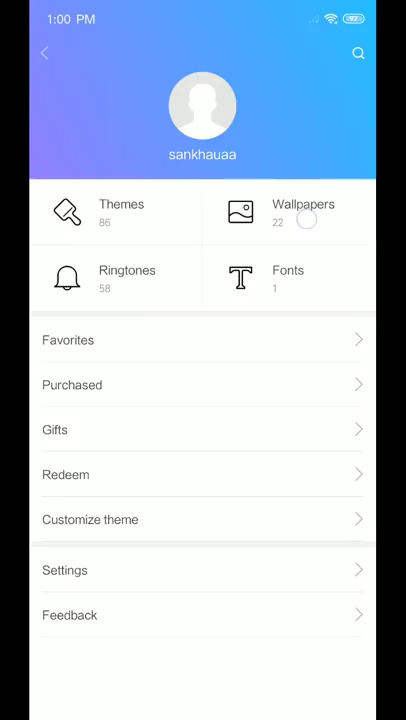 1:00 PM
sankhauaa
Themes
86
Wallpapers
22
Ringtones
58
Fonts
1
Favorites
Purchased
Gifts
Redeem
Customize theme
Settings
Feedback